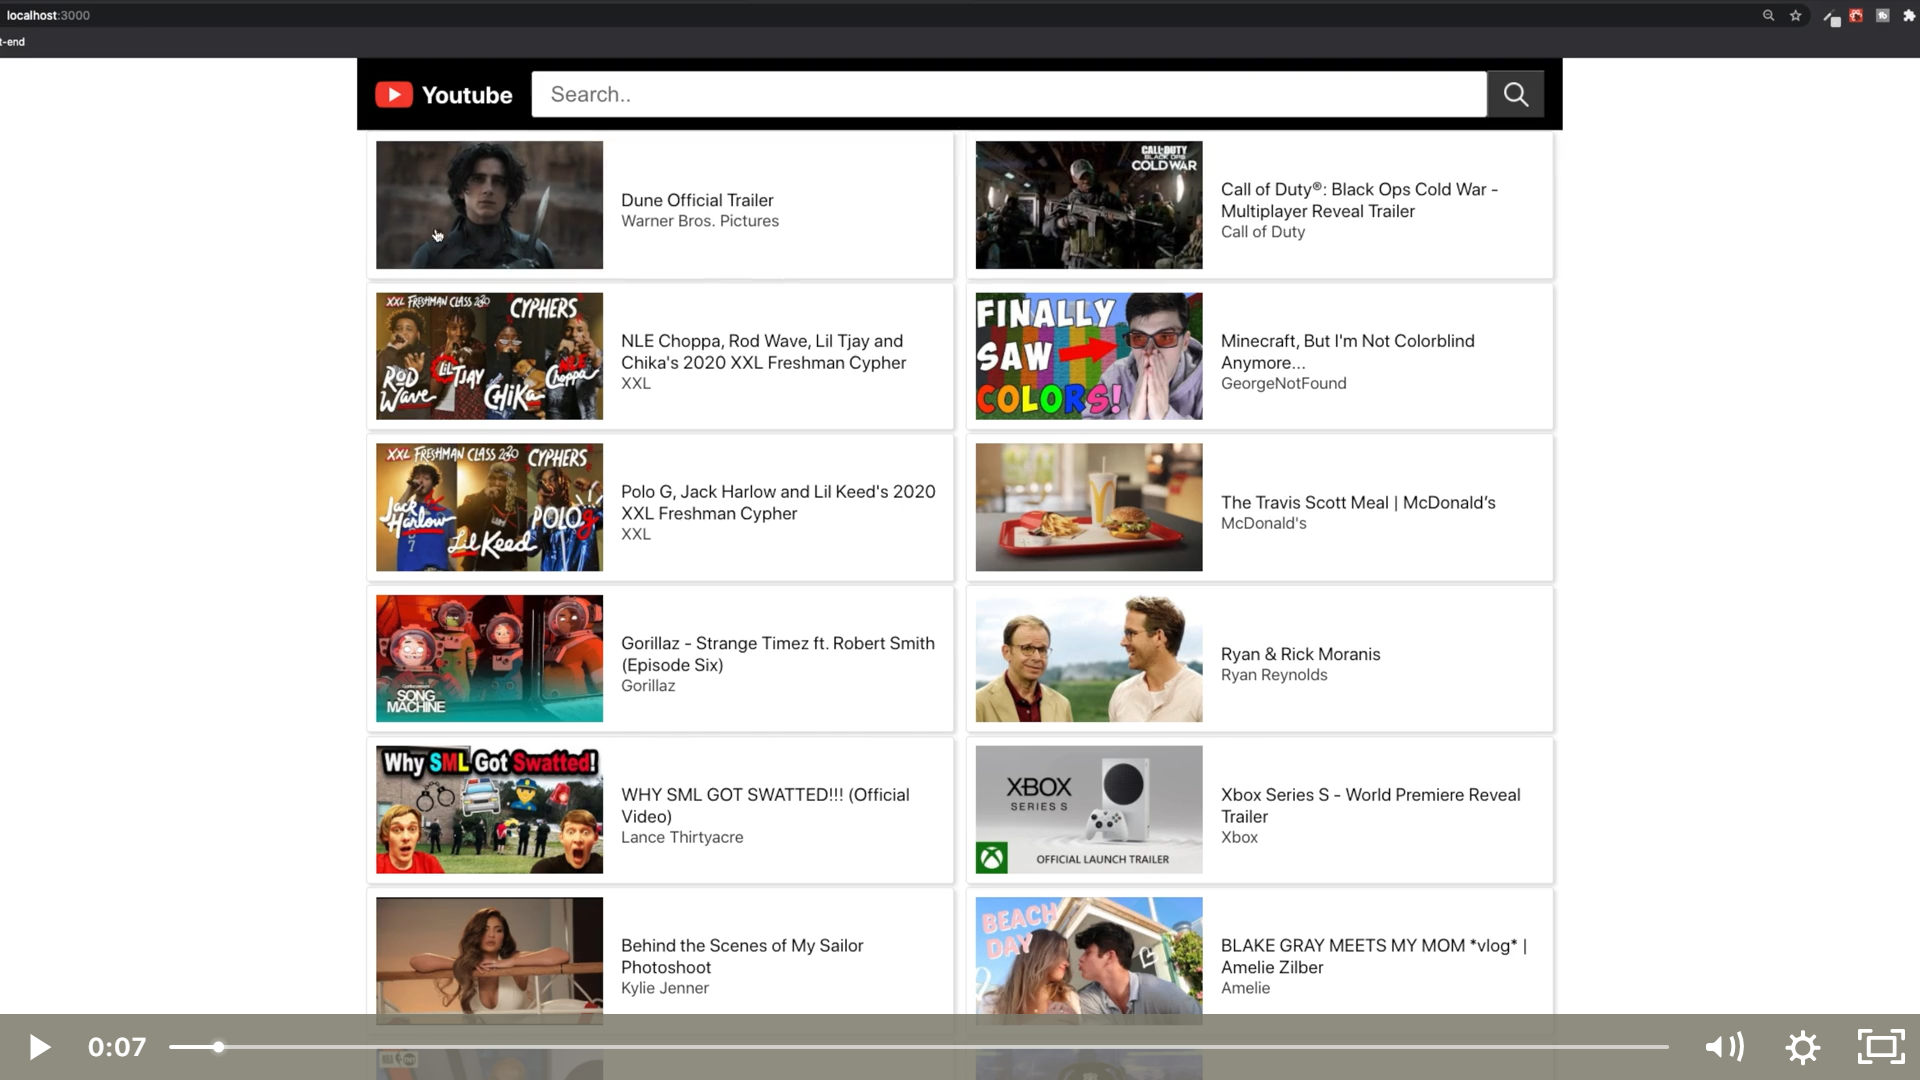 localhost:3000
t-end
Youtube
Search..
Dune Official Trailer
Warner Bros. Pictures
CALL OF DUTY
BLACK OPS
COLD WAR
Call of Duty®: Black Ops Cold War -
Multiplayer Reveal Trailer
Call of Duty
XXL FRESHMAN CLASS 2020
CYPHERS
ROD
Wave
LiL TJAY
CHiKa
NLE
Choppa
NLE Choppa, Rod Wave, Lil Tjay and
Chika's 2020 XXL Freshman Cypher
XXL
FINALLY
SAW
COLORS!
Minecraft, But I'm Not Colorblind
Anymore...
GeorgeNotFound
XXL FRESHMAN CLASS 2020
CYPHERS
Jack
Harlow
Lil Keed
POLO G
Polo G, Jack Harlow and Lil Keed's 2020
XXL Freshman Cypher
XXL
The Travis Scott Meal | McDonald’s
McDonald's
SONG
MACHINE
Gorillaz - Strange Timez ft. Robert Smith
(Episode Six)
Gorillaz
Ryan & Rick Moranis
Ryan Reynolds
Why SML Got Swatted!
WHY SML GOT SWATTED!!! (Official
Video)
Lance Thirtyacre
XBOX
SERIES S
OFFICIAL LAUNCH TRAILER
Xbox Series S - World Premiere Reveal
Trailer
Xbox
Behind the Scenes of My Sailor
Photoshoot
Kylie Jenner
BEACH
DAY
BLAKE GRAY MEETS MY MOM *vlog* |
Amelie Zilber
Amelie
0:07